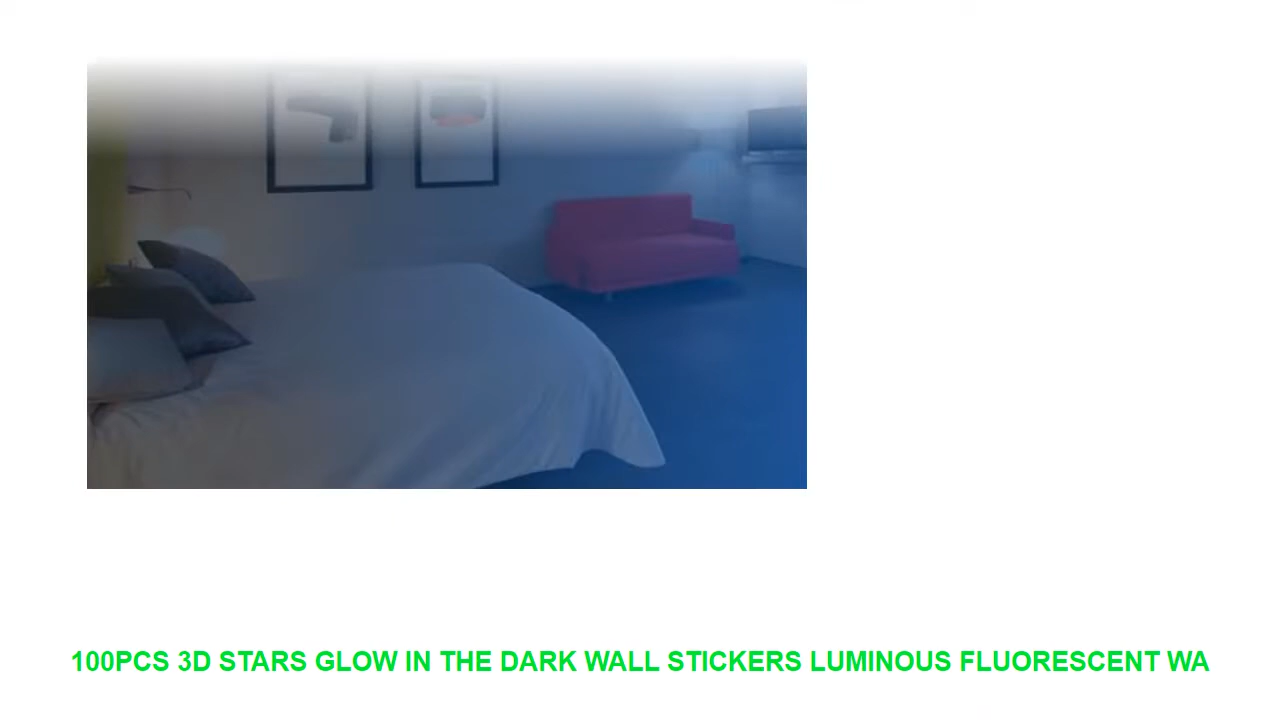 100PCS 3D STARS GLOW IN THE DARK WALL STICKERS LUMINOUS FLUORESCENT WA